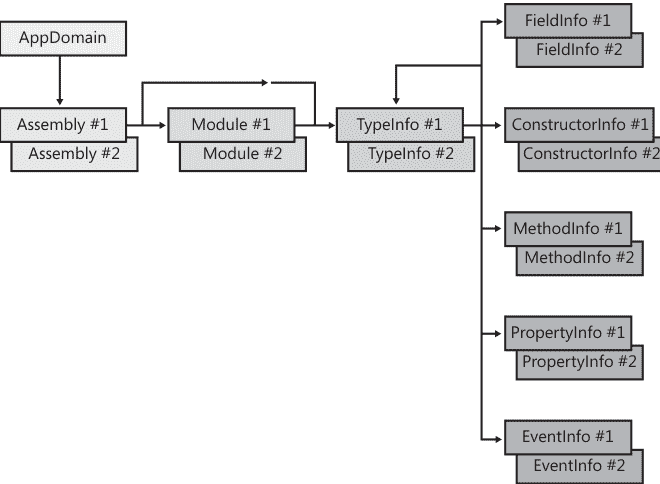 AppDomain
Assembly #1
Assembly #2
Module #1
Module #2
TypeInfo #1
TypeInfo #2
FieldInfo #1
FieldInfo #2
ConstructorInfo #1
ConstructorInfo #2
MethodInfo #1
MethodInfo #2
PropertyInfo #1
PropertyInfo #2
EventInfo #1
EventInfo #2